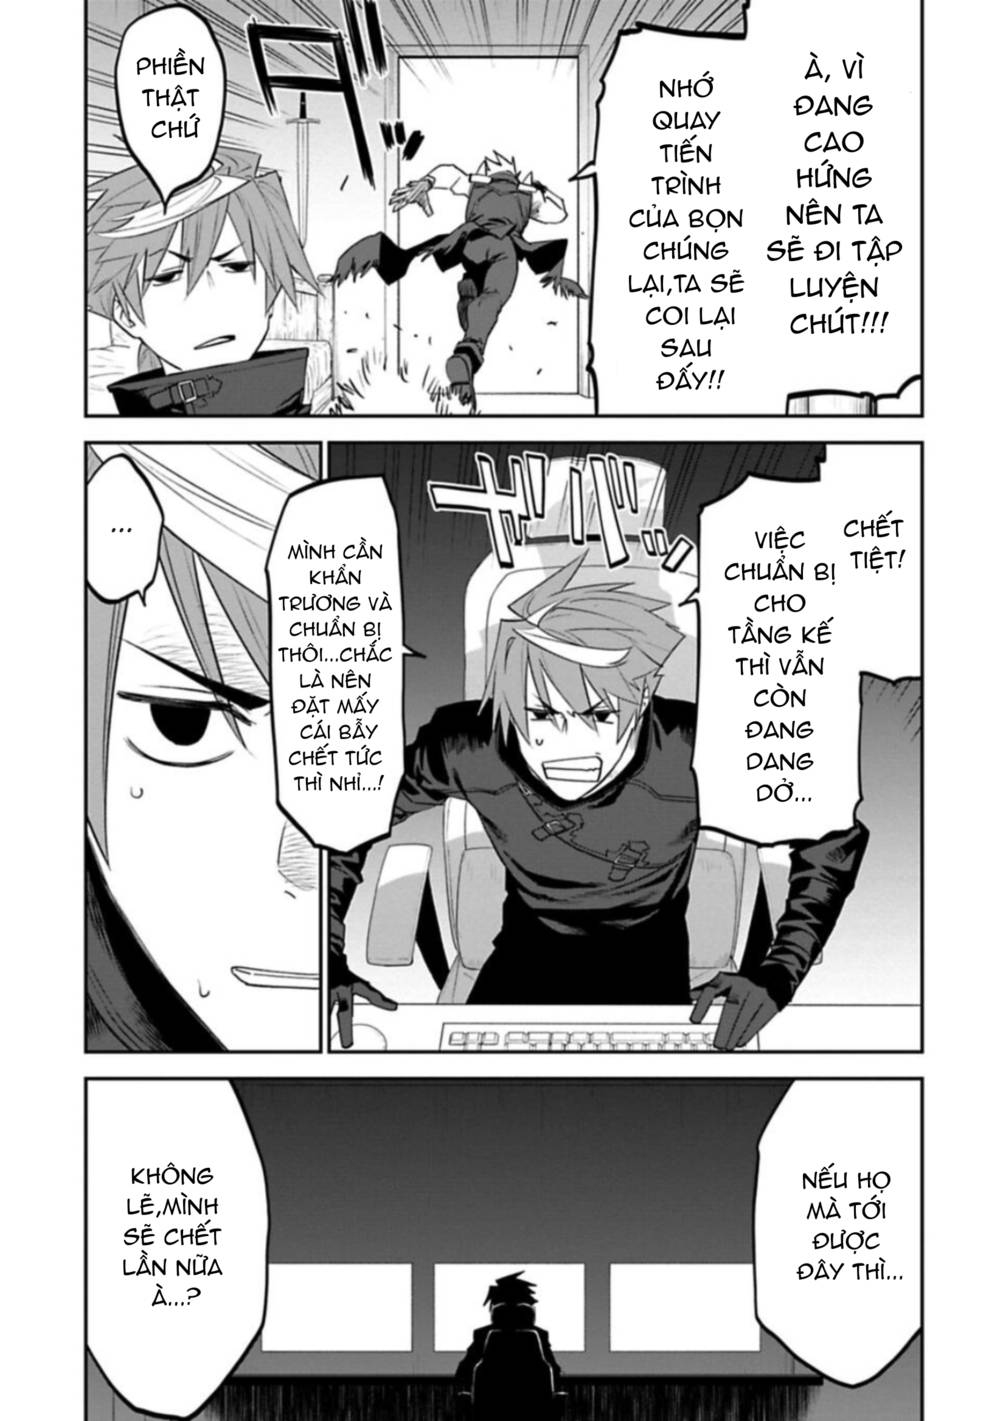 À, VÌ
ĐANG
CAO
HỨNG
NÊN TA
SẼ ĐI TẬP
LUYỆN
CHÚT!!!
NHỚ
QUAY
TIẾN
TRÌNH
CỦA BỌN
CHÚNG
LẠI,TA SẼ
COI LẠI
SAU
ĐẤY!!
PHIỀN
THẬT
CHỨ
CHẾT
TIỆT!
VIỆC
CHUẨN BỊ
CHO
TẦNG KẾ
THÌ VẪN
CÒN
ĐANG
DANG
DỞ...
MÌNH CẦN
KHẨN
TRƯƠNG VÀ
CHUẨN BỊ
THÔI...CHẮC
LÀ NÊN
ĐẶT MẤY
CÁI BẪY
CHẾT TỨC
THÌ NHỈ...!
...
NẾU HỌ
MÀ TỚI
ĐƯỢC
ĐÂY THÌ...
KHÔNG
LẼ,MÌNH
SẼ CHẾT
LẦN NỮA
À...?